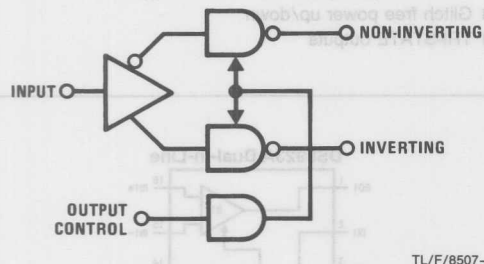 NON-INVERTING
INPUT
INVERTING
OUTPUT
CONTROL
TL/F/8507-